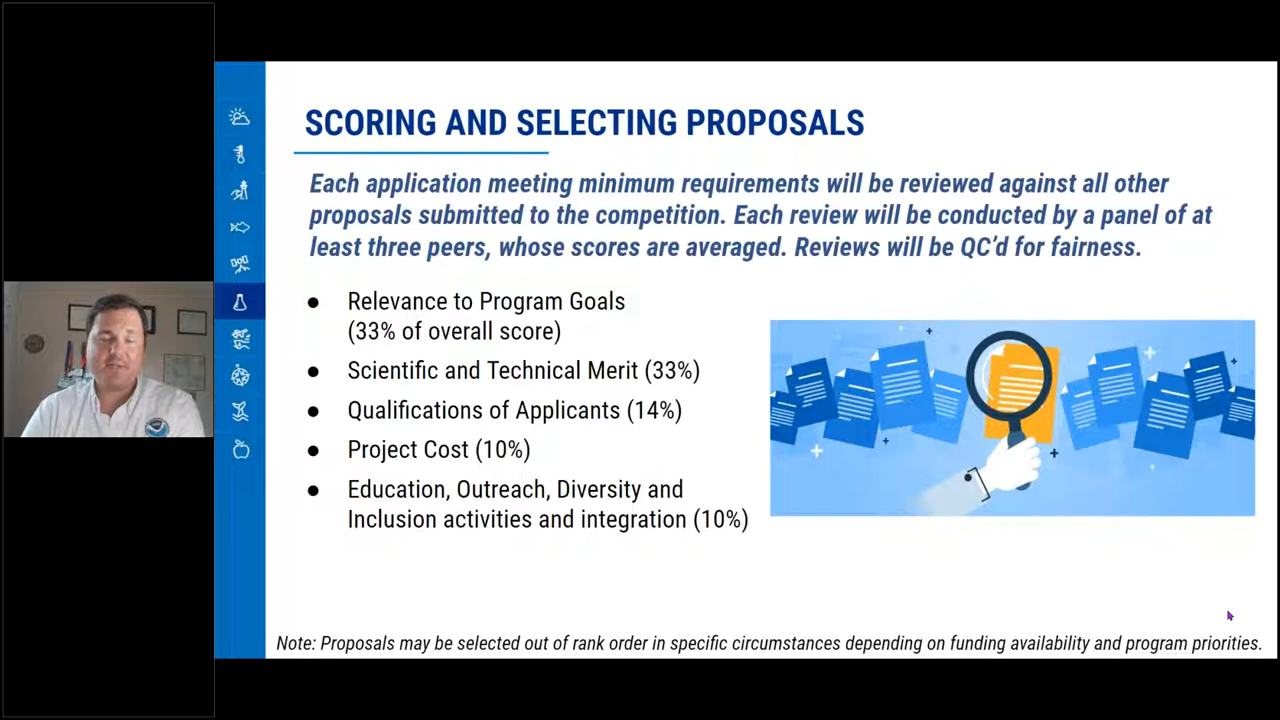 SCORING AND SELECTING PROPOSALS
Each application meeting minimum requirements will be reviewed against all other
proposals submitted to the competition. Each review will be conducted by a panel of at
least three peers, whose scores are averaged. Reviews will be QC’d for fairness.
● Relevance to Program Goals
(33% of overall score)
● Scientific and Technical Merit (33%)
● Qualifications of Applicants (14%)
● Project Cost (10%)
● Education, Outreach, Diversity and
Inclusion activities and integration (10%)
Note: Proposals may be selected out of rank order in specific circumstances depending on funding availability and program priorities.